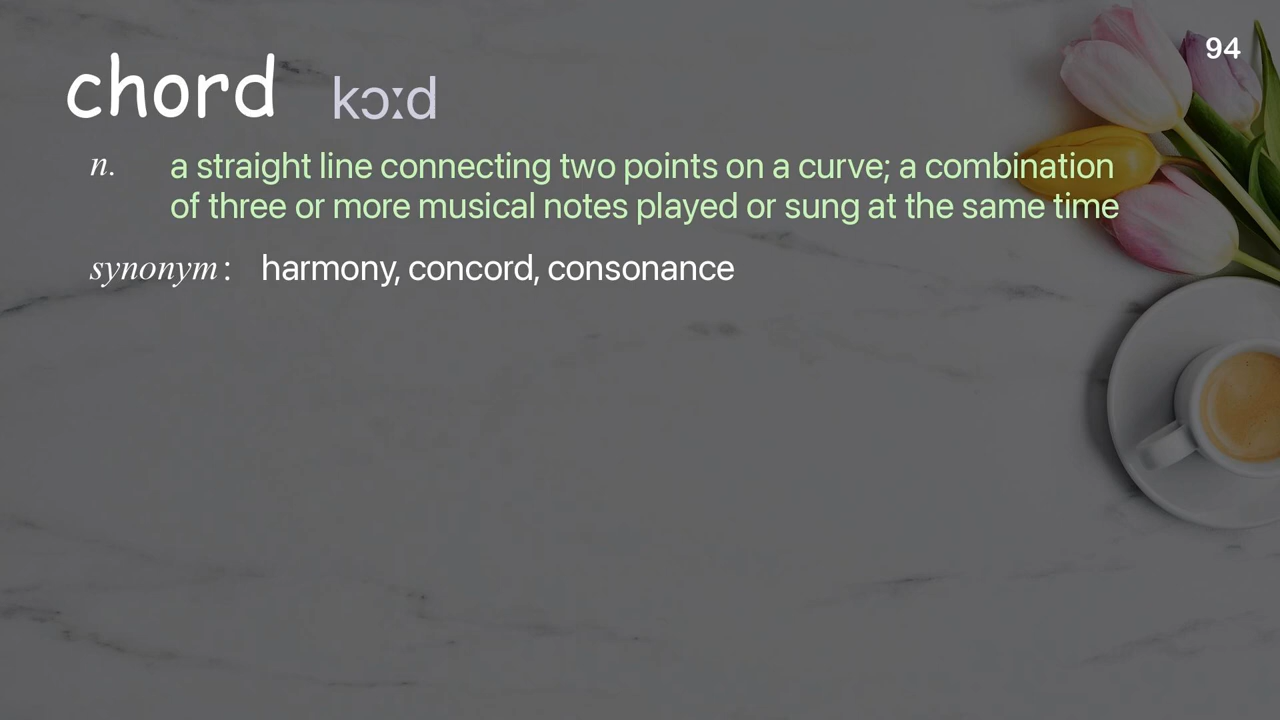 94
chord kɔːd
n. a straight line connecting two points on a curve; a combination
of three or more musical notes played or sung at the same time
synonym : harmony, concord, consonance